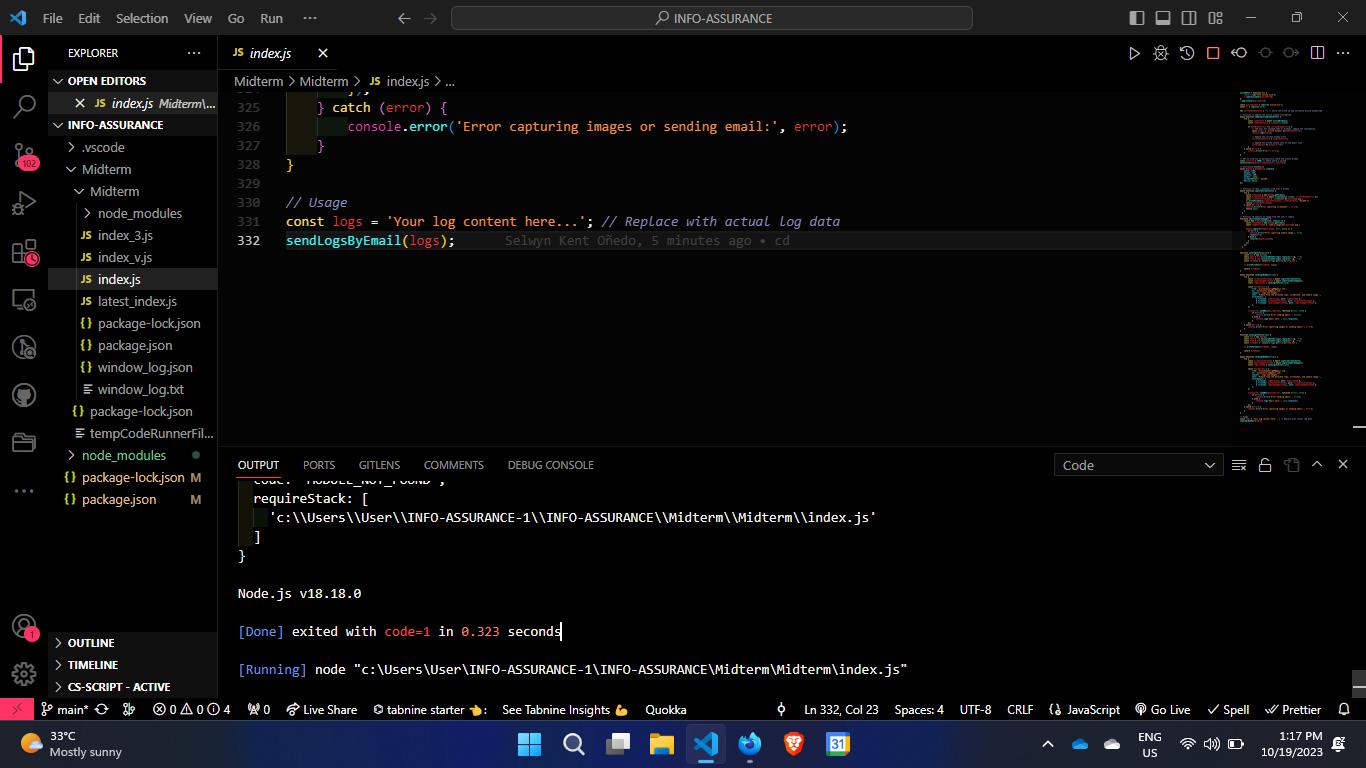 File Edit Selection View Go Run ···
INFO-ASSURANCE
EXPLORER
OPEN EDITORS
JS index.js Midterm\...
INFO-ASSURANCE
.vscode
Midterm
Midterm
node_modules
JS index_3.js
JS index_v.js
JS index.js
JS latest_index.js
{} package-lock.json
{} package.json
{} window_log.json
window_log.txt
{} package-lock.json
tempCodeRunnerFil...
node_modules
{} package-lock.json M
{} package.json M
OUTLINE
TIMELINE
CS-SCRIPT - ACTIVE
102
1
JS index.js
Midterm > Midterm > JS index.js > ...
325 } catch (error) {
326 console.error('Error capturing images or sending email:', error);
327 }
328 }
329
330 // Usage
331 const logs = 'Your log content here...'; // Replace with actual log data
332 sendLogsByEmail(logs); Selwyn Kent Oñedo, 5 minutes ago • cd
OUTPUT PORTS GITLENS COMMENTS DEBUG CONSOLE
Code
code: 'MODULE_NOT_FOUND',
requireStack: [
'c:\\Users\\User\\INFO-ASSURANCE-1\\INFO-ASSURANCE\\Midterm\\Midterm\\index.js'
]
}
Node.js v18.18.0
[Done] exited with code=1 in 0.323 seconds
[Running] node "c:\Users\User\INFO-ASSURANCE-1\INFO-ASSURANCE\Midterm\Midterm\index.js"
main* 0 0 4 0 Live Share tabnine starter 👈: See Tabnine Insights 💪 Quokka Ln 332, Col 23 Spaces: 4 UTF-8 CRLF {} JavaScript Go Live Spell Prettier
33°C
Mostly sunny
31
ENG
US
1:17 PM
10/19/2023